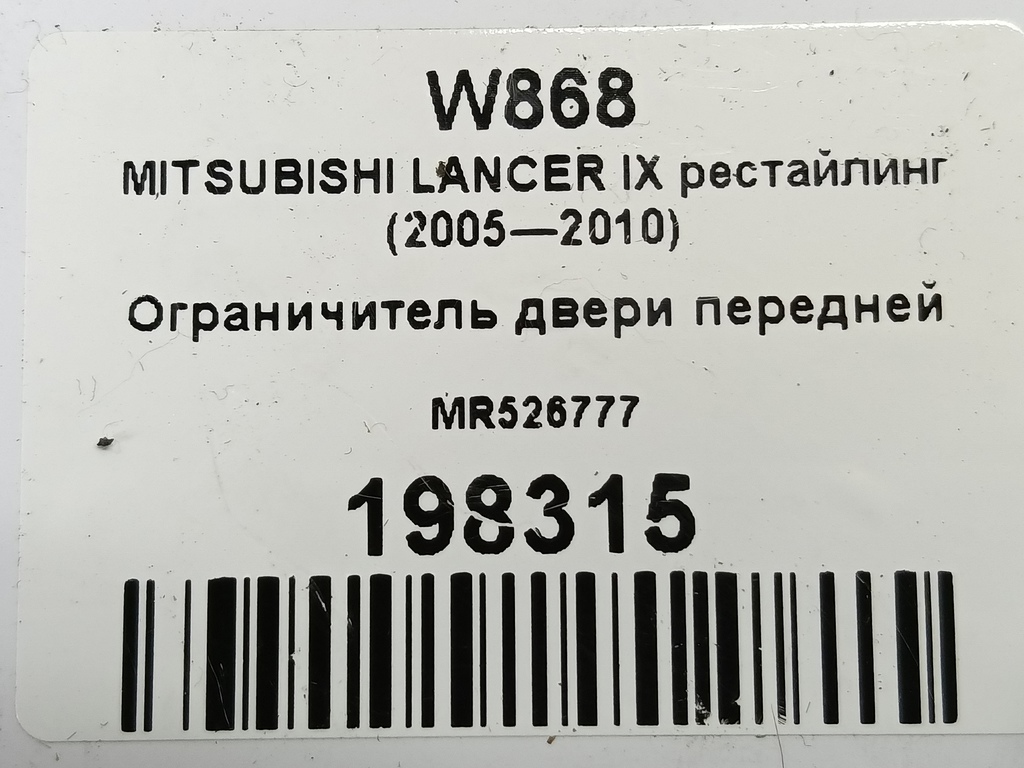 W868
MITSUBISHI LANCER IX рестайлинг
(2005—2010)
Ограничитель двери передней
MR526777
198315